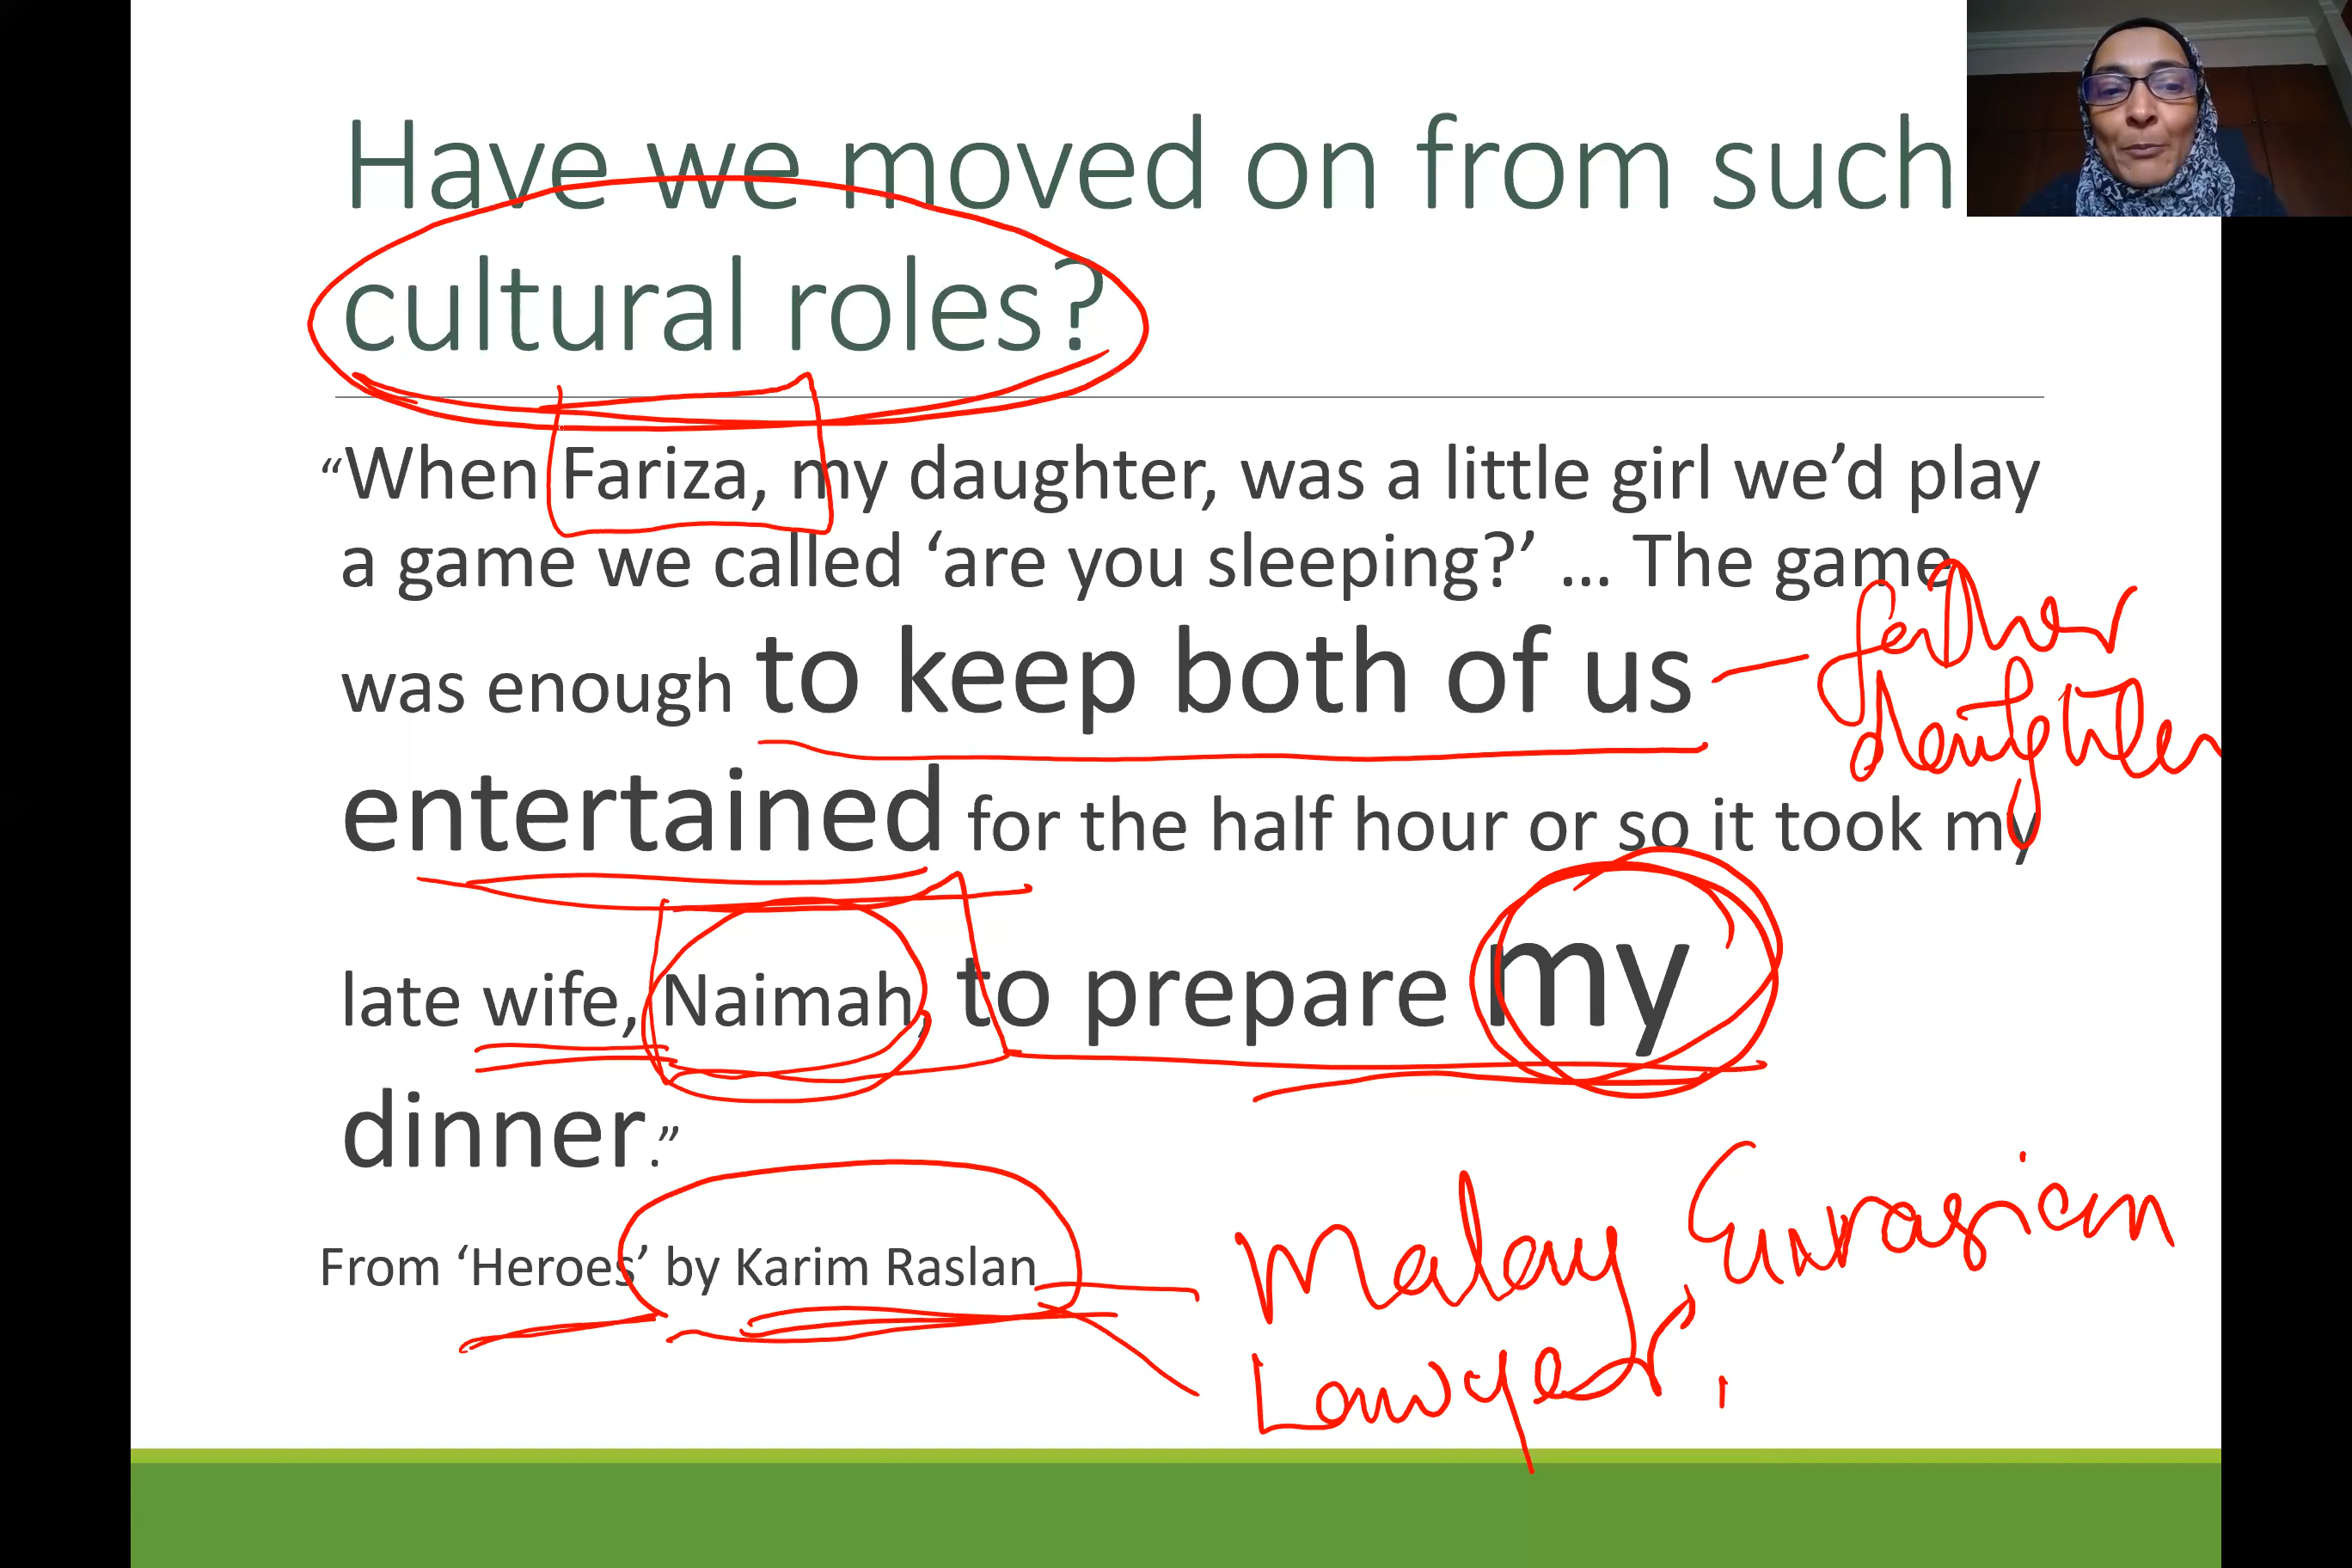 Have we moved on from such
cultural roles?
“When Fariza, my daughter, was a little girl we’d play
a game we called ‘are you sleeping?’ ... The game
was enough to keep both of us
father
daughter
entertained for the half hour or so it took my
late wife, Naimah, to prepare my
dinner.”
From ‘Heroes’ by Karim Raslan
Malay, Eurasian
Lawyer,